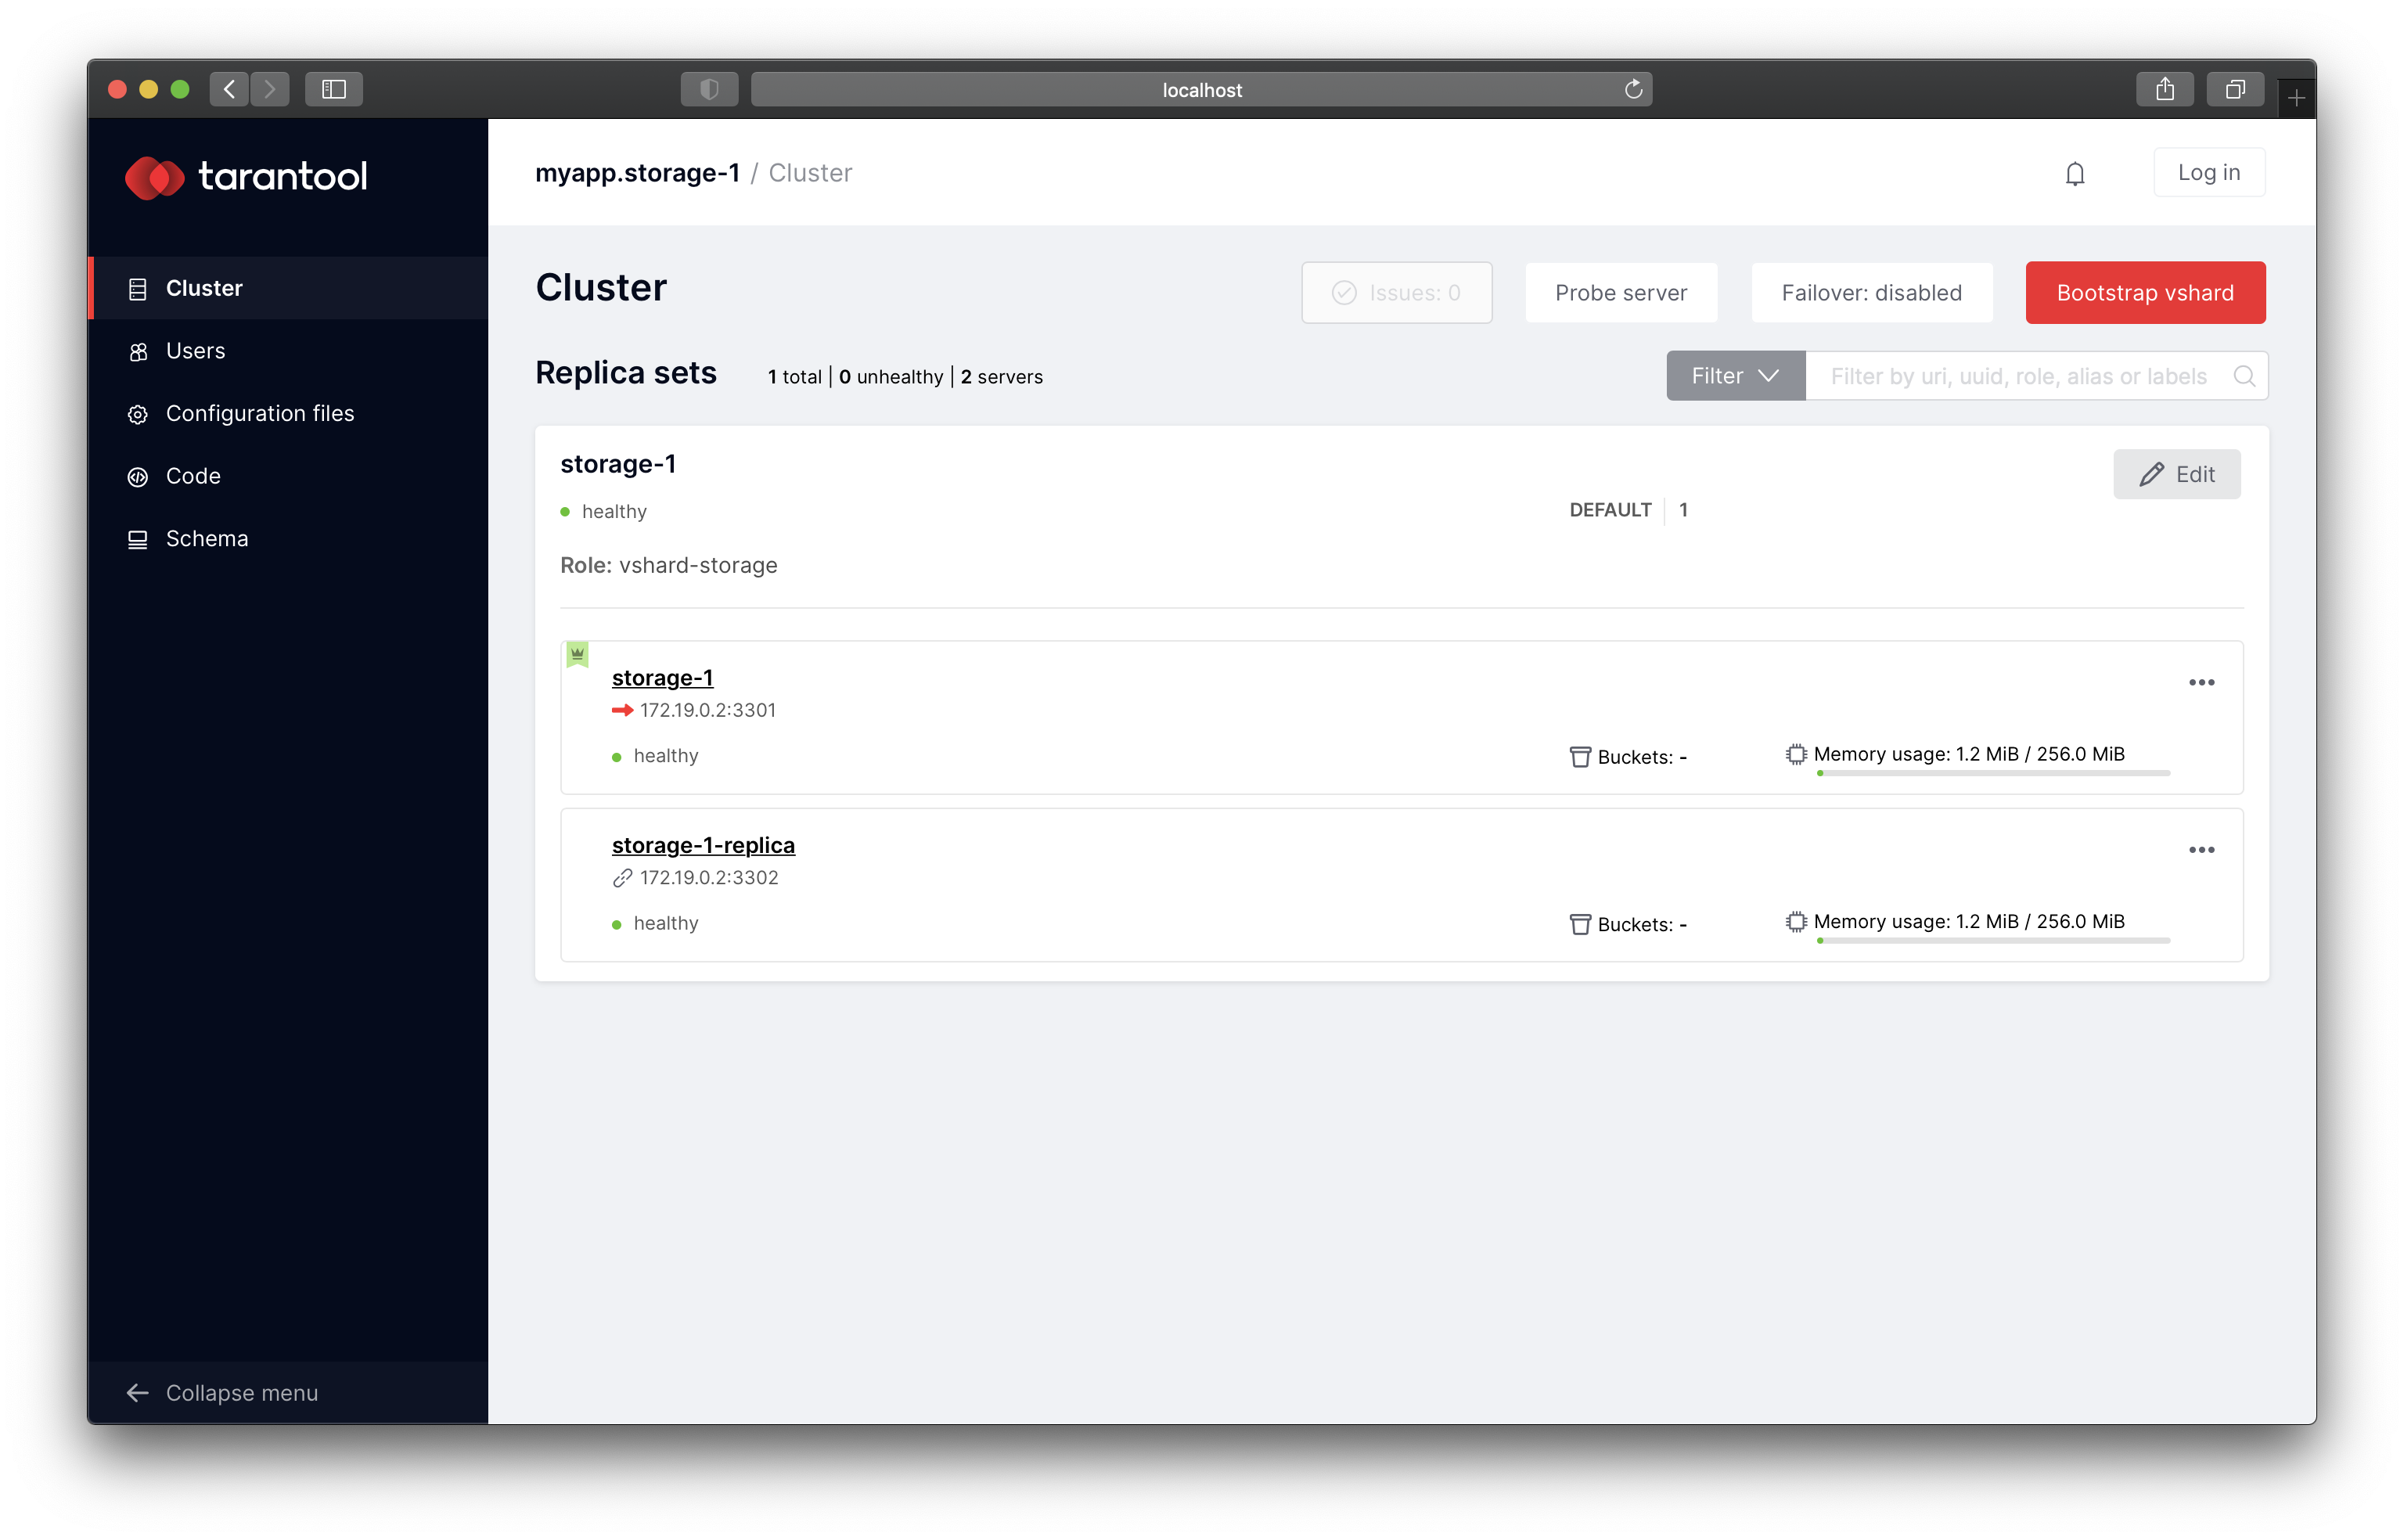 localhost
tarantool
myapp.storage-1 / Cluster
Log in
Cluster
Users
Configuration files
Code
Schema
Collapse menu
Cluster
Issues: 0
Probe server
Failover: disabled
Bootstrap vshard
Replica sets
1 total | 0 unhealthy | 2 servers
Filter
Filter by uri, uuid, role, alias or labels
storage-1
Edit
healthy
DEFAULT 1
Role: vshard-storage
storage-1
172.19.0.2:3301
healthy
Buckets: -
Memory usage: 1.2 MiB / 256.0 MiB
storage-1-replica
172.19.0.2:3302
healthy
Buckets: -
Memory usage: 1.2 MiB / 256.0 MiB